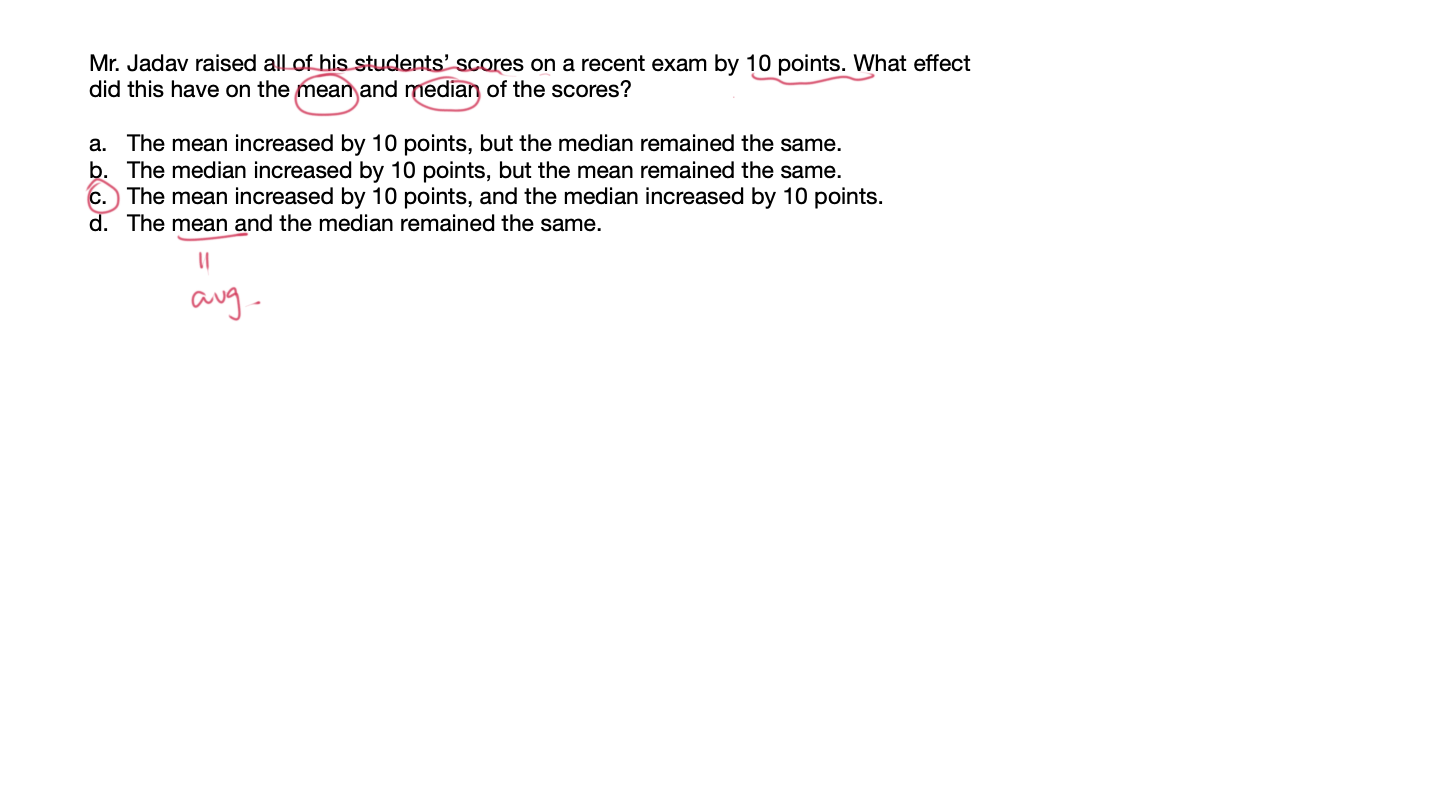 Mr. Jadav raised all of his students’ scores on a recent exam by 10 points. What effect
did this have on the mean and median of the scores?
a. The mean increased by 10 points, but the median remained the same.
b. The median increased by 10 points, but the mean remained the same.
c. The mean increased by 10 points, and the median increased by 10 points.
d. The mean and the median remained the same.
avg.